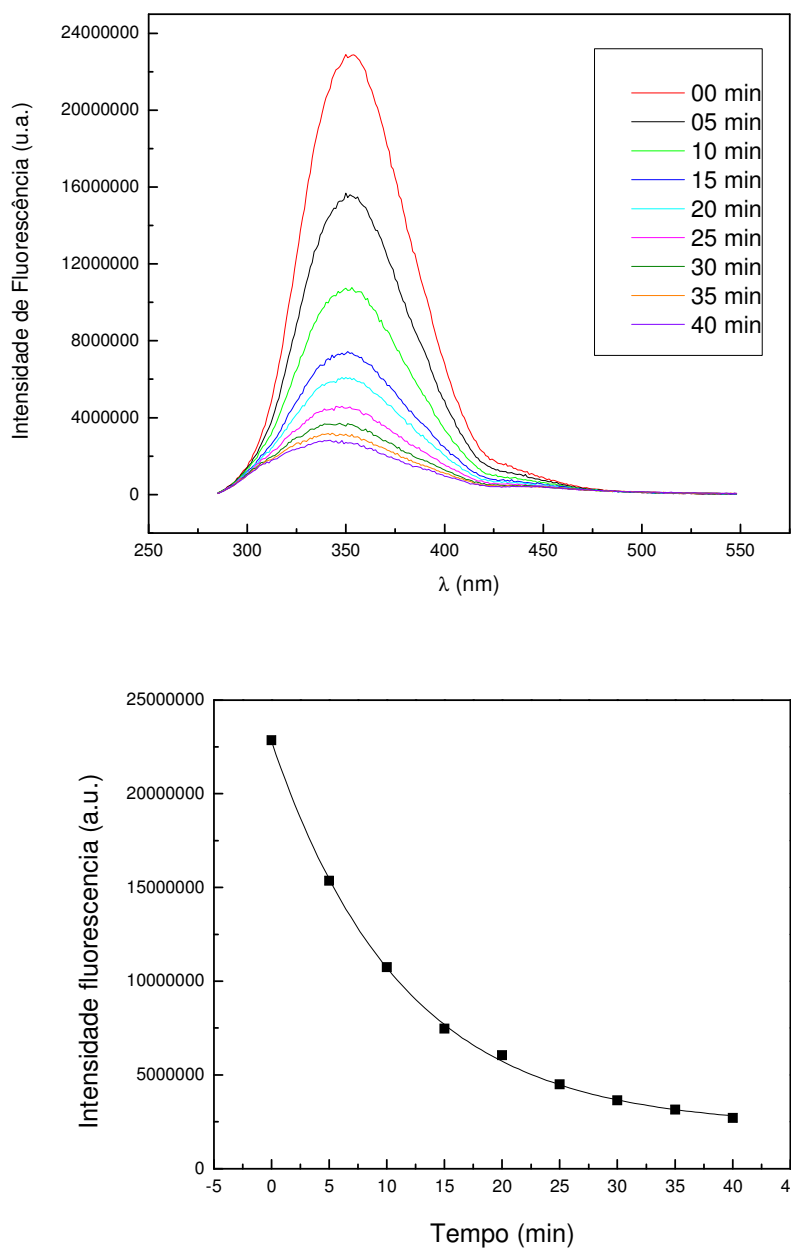 24000000
20000000
16000000
12000000
8000000
4000000
0
Intensidade de Fluorescência (u.a.)
00 min
05 min
10 min
15 min
20 min
25 min
30 min
35 min
40 min
250 300 350 400 450 500 550
λ (nm)
25000000
20000000
15000000
10000000
5000000
0
Intensidade fluorescencia (a.u.)
-5 0 5 10 15 20 25 30 35 40 4
Tempo (min)